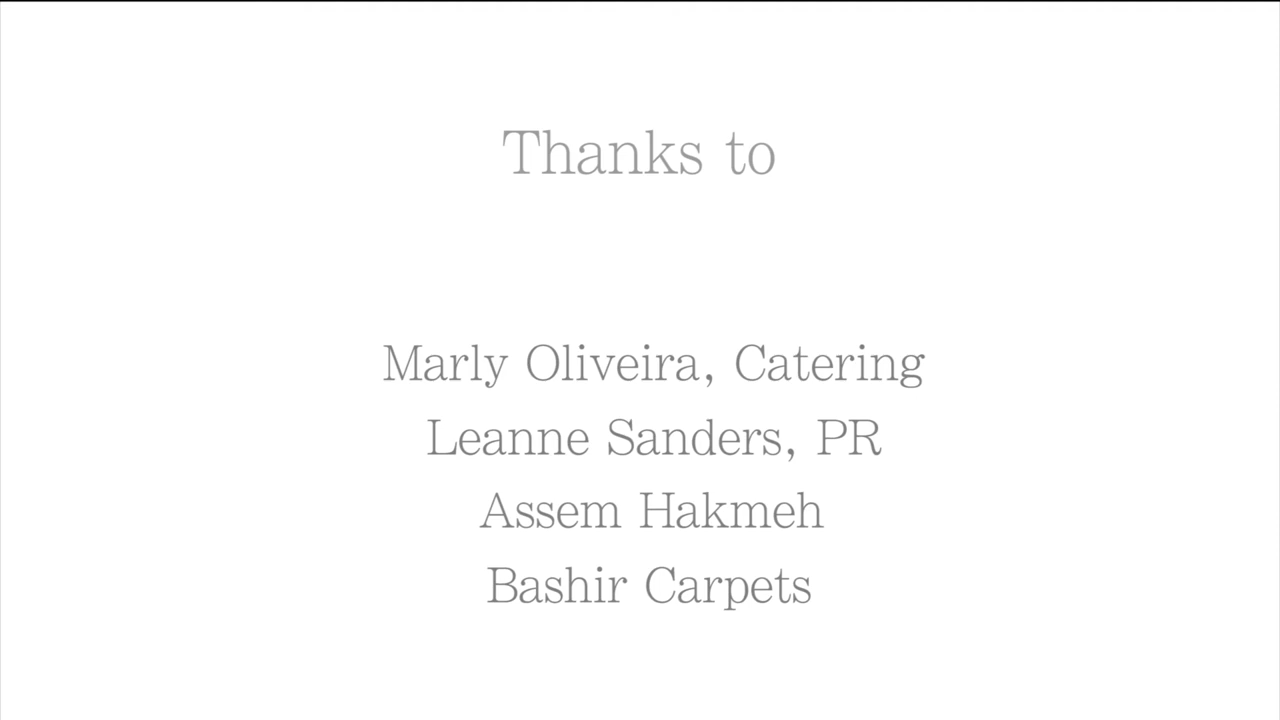 Thanks to
Marly Oliveira, Catering
Leanne Sanders, PR
Assem Hakmeh
Bashir Carpets